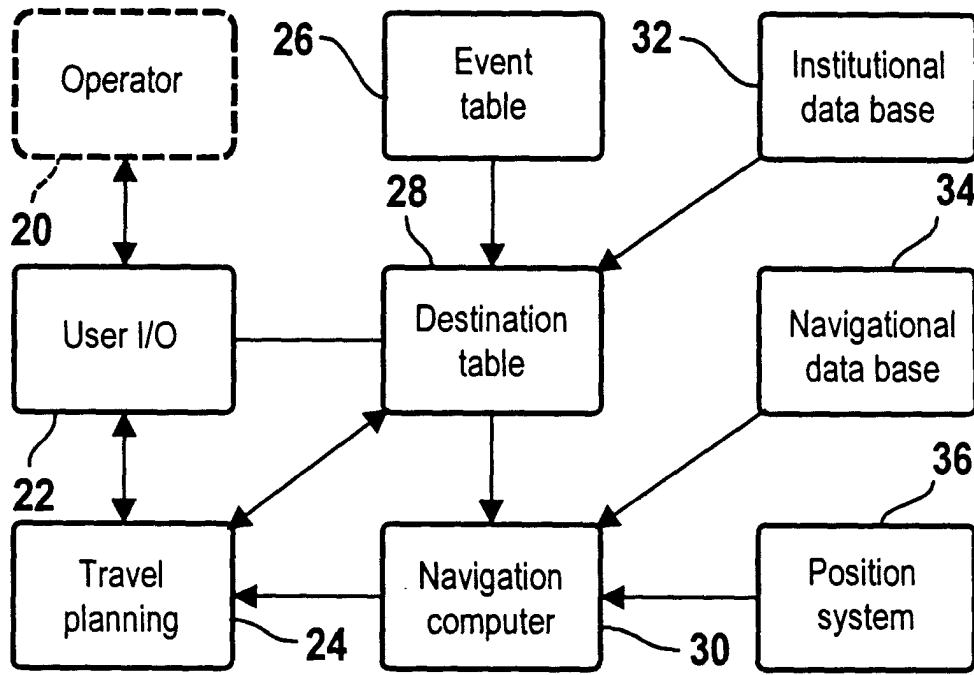 Operator
26
Event
table
32
Institutional
data base
20
28
34
User I/O
Destination
table
Navigational
data base
22
36
Travel
planning
24
Navigation
computer
30
Position
system